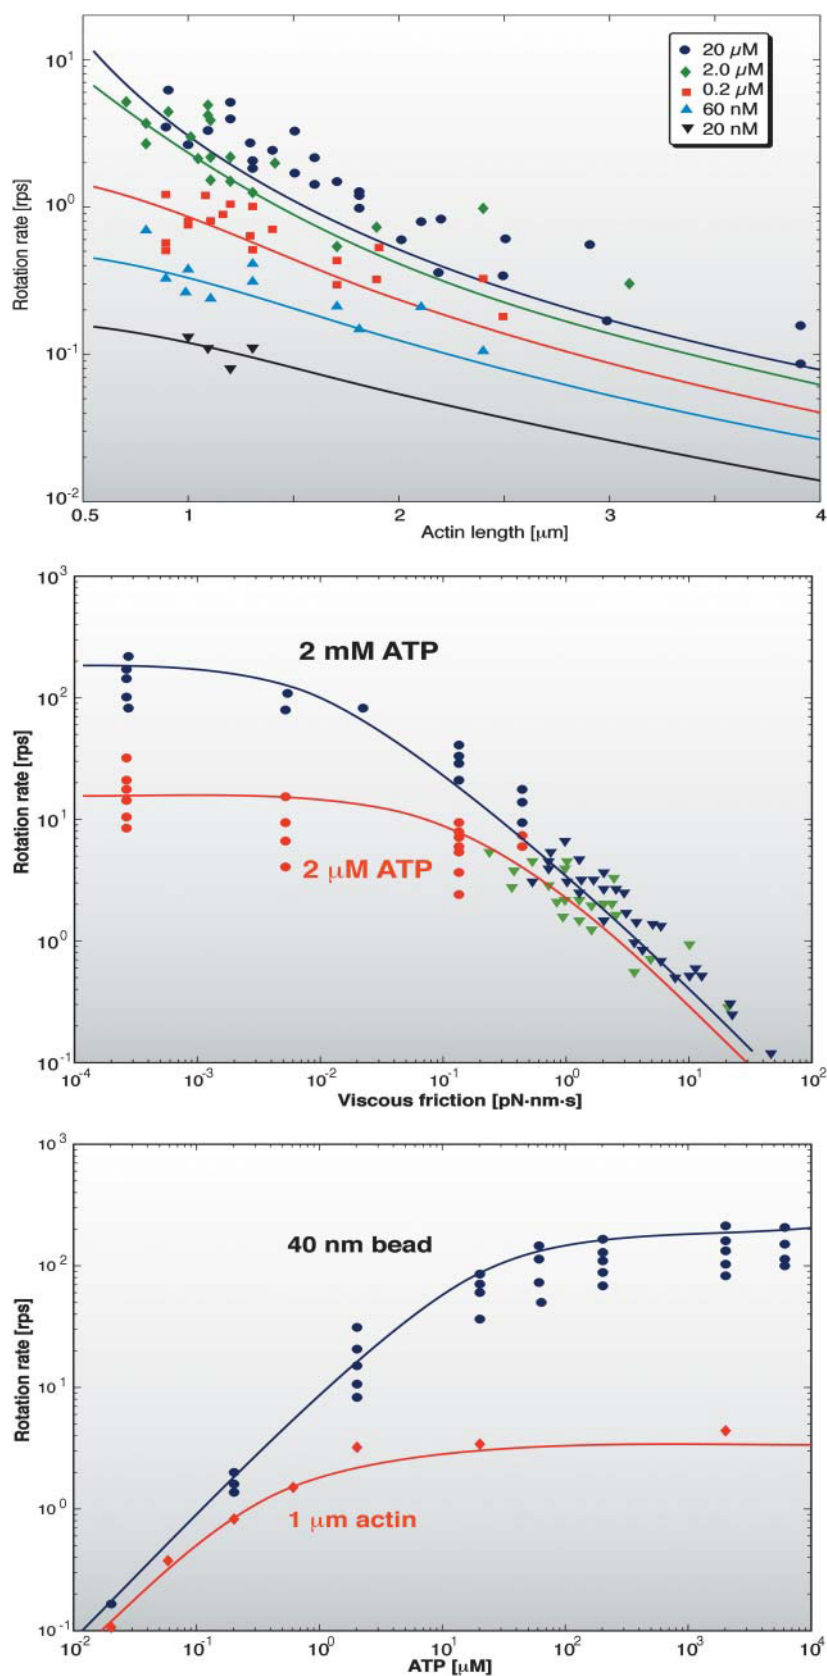 10¹
20 µM
2.0 µM
0.2 µM
60 nM
20 nM
Rotation rate [rps]
10⁰
10⁻¹
10⁻²
0.5 1 2 3 4
Actin length [µm]
10³
2 mM ATP
10²
Rotation rate [rps]
10¹
2 µM ATP
10⁰
10⁻¹
10⁻⁴ 10⁻³ 10⁻² 10⁻¹ 10⁰ 10¹ 10²
Viscous friction [pN·nm·s]
10³
40 nm bead
10²
Rotation rate [rps]
10¹
10⁰
1 µm actin
10⁻¹
10⁻² 10⁻¹ 10⁰ 10¹ 10² 10³ 10⁴
ATP [µM]